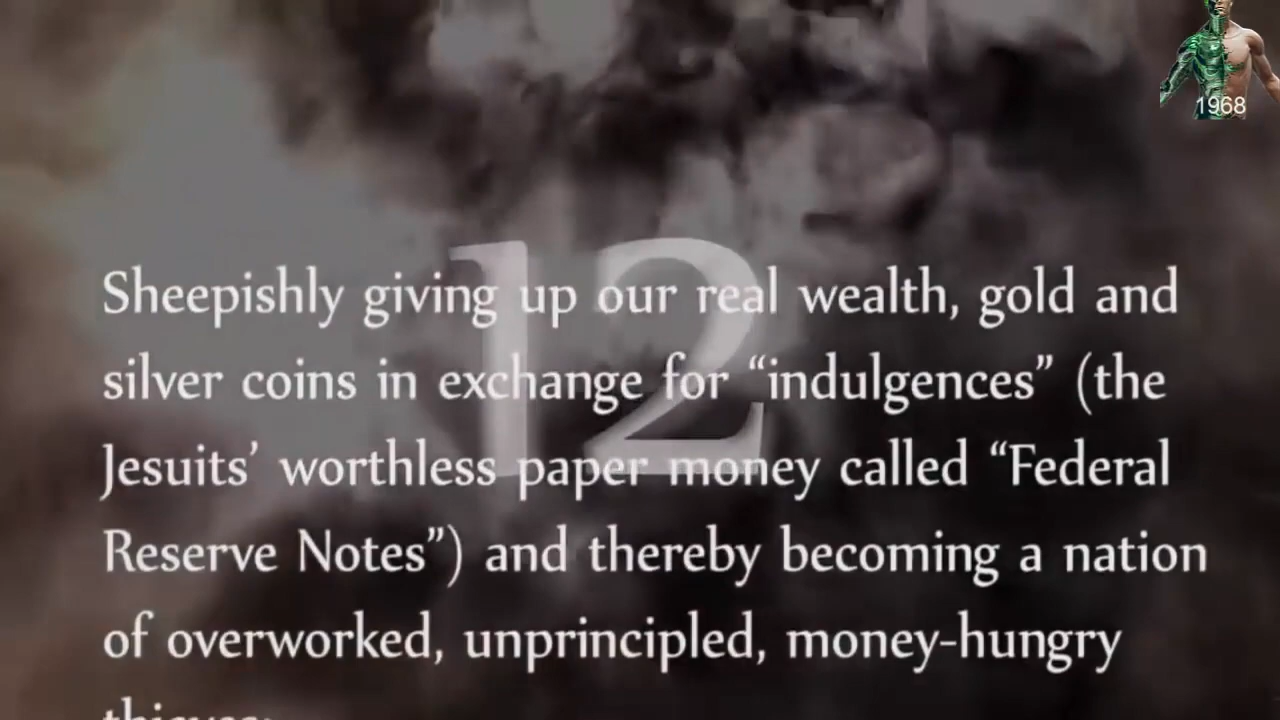 1968
12
Sheepishly giving up our real wealth, gold and
silver coins in exchange for “indulgences” (the
Jesuits’ worthless paper money called “Federal
Reserve Notes”) and thereby becoming a nation
of overworked, unprincipled, money-hungry
thieves;